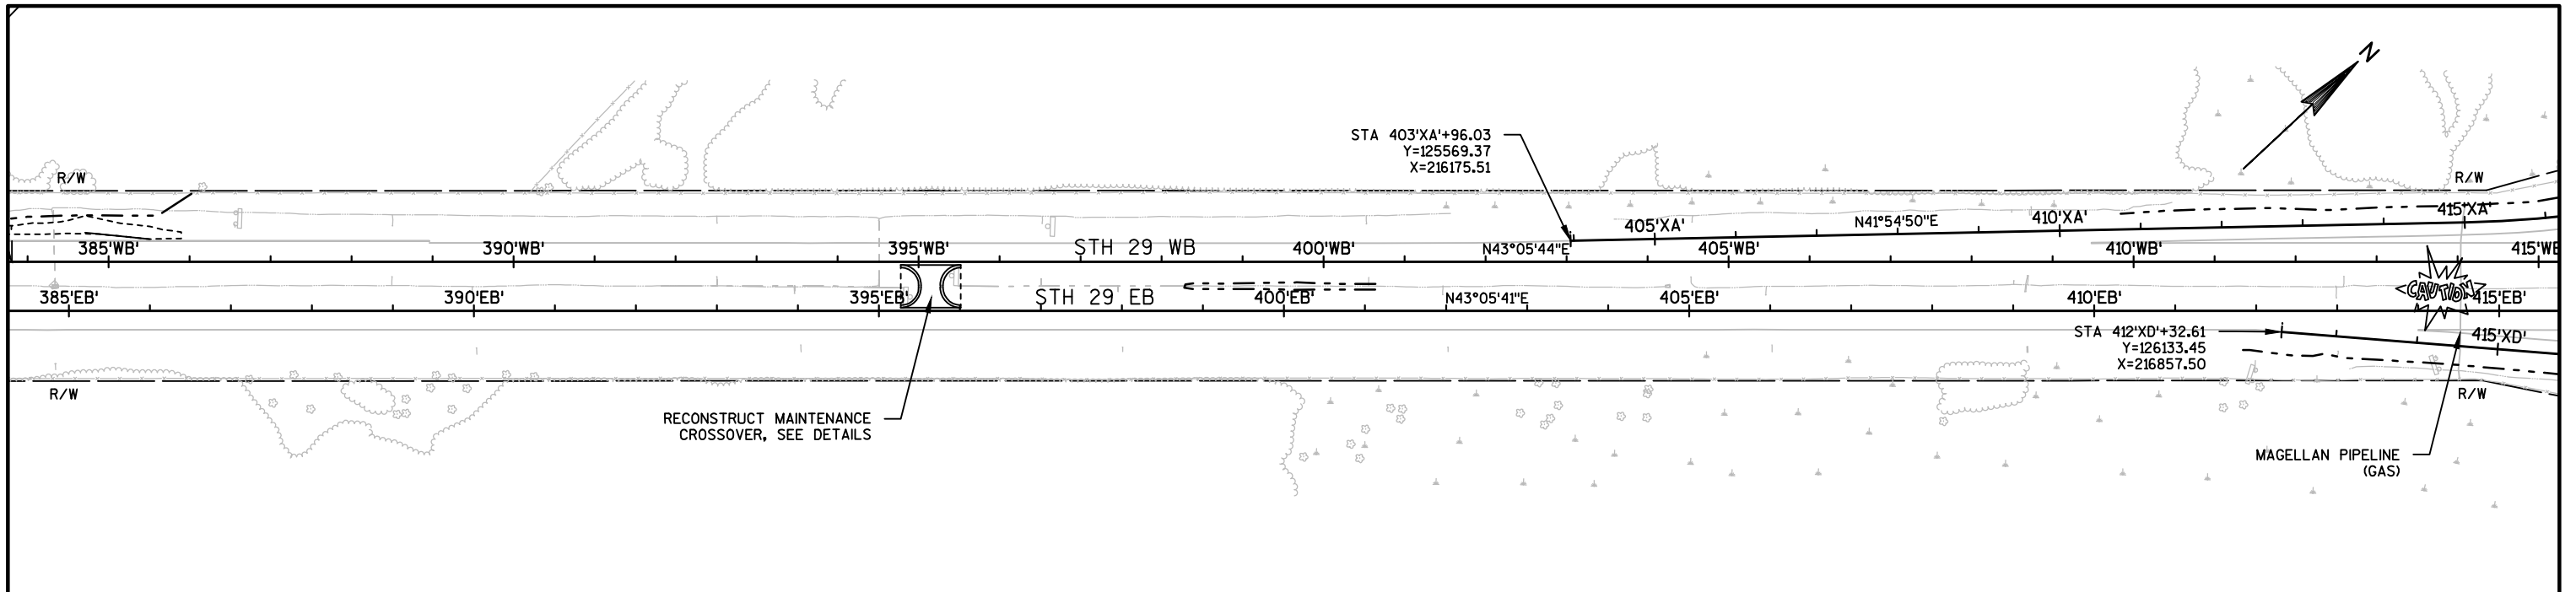 N
STA 403'XA'+96.03
Y=125569.37
X=216175.51
R/W
R/W
385'WB'
390'WB'
395'WB'
STH 29 WB
400'WB'
N43°05'44"E
405'XA'
405'WB'
N41°54'50"E
410'XA'
410'WB'
415'XA'
415'WB
385'EB'
390'EB'
395'EB'
STH 29 EB
400'EB'
N43°05'41"E
405'EB'
410'EB'
CAUTION
415'EB'
STA 412'XD'+32.61
Y=126133.45
X=216857.50
415'XD'
R/W
R/W
RECONSTRUCT MAINTENANCE
CROSSOVER, SEE DETAILS
MAGELLAN PIPELINE
(GAS)